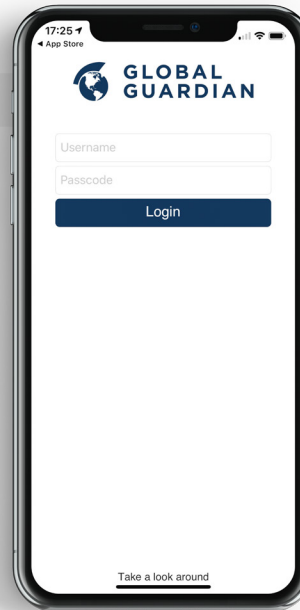 17:25
App Store
GLOBAL
GUARDIAN
Username
Passcode
Login
Take a look around